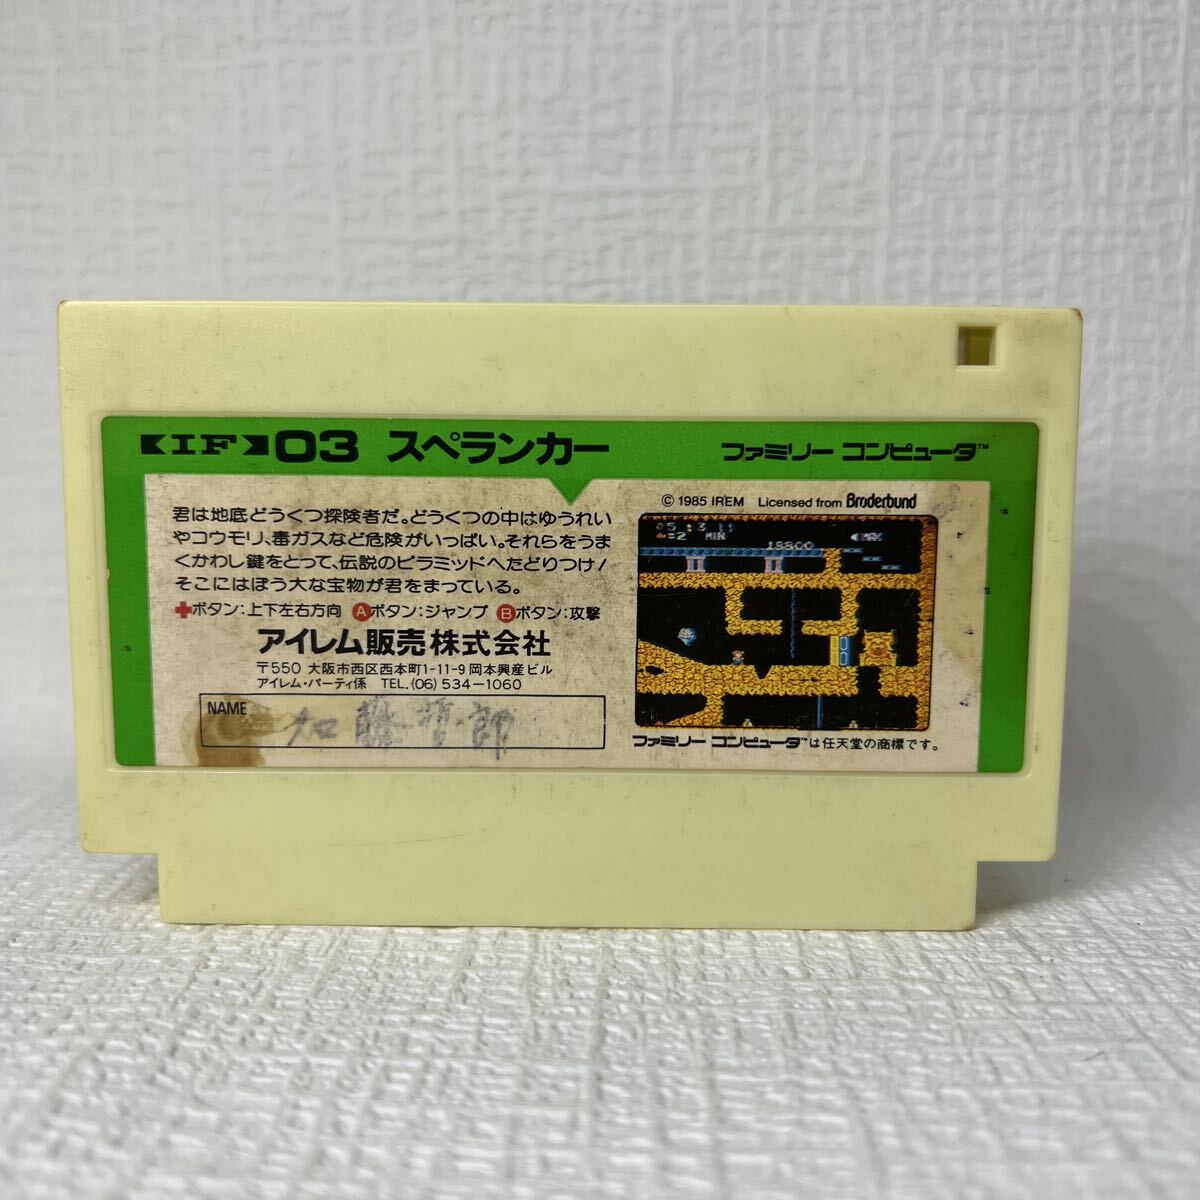 IF 03 スペランカー ファミリー コンピュータ™
君は地底どうくつ探険者だ。どうくつの中はゆうれい
やコウモリ、毒ガスなど危険がいっぱい。それらをうま
くかわし鍵をとって、伝説のピラミッドへたどりつけ!
そこにはぼう大な宝物が君をまっている。
✚ボタン:上下左右方向 Ⓐボタン:ジャンプ Ⓑボタン:攻撃
アイレム販売株式会社
〒550 大阪市西区西本町1-11-9 岡本興産ビル
アイレム・パーティ係 TEL.(06)534-1060
NAME 加藤哲郎
© 1985 IREM Licensed from Brøderbund
MIN
18800
MAX
ファミリー コンピュータ™は任天堂の商標です。